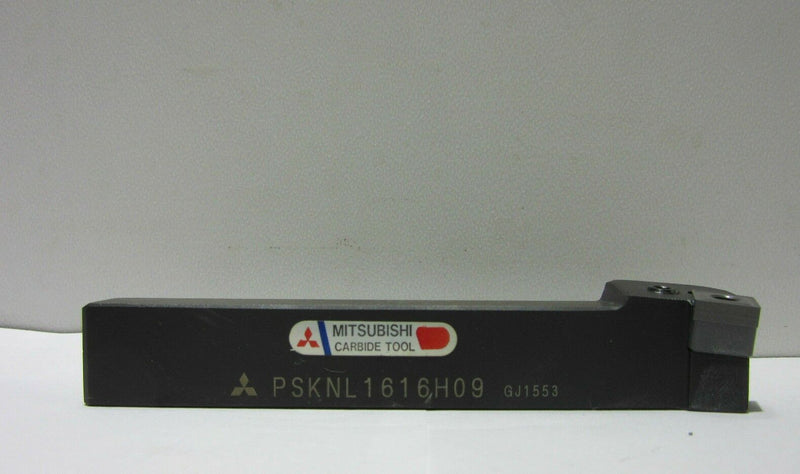 MITSUBISHI
CARBIDE TOOL
PSKNL1616H09 GJ1553